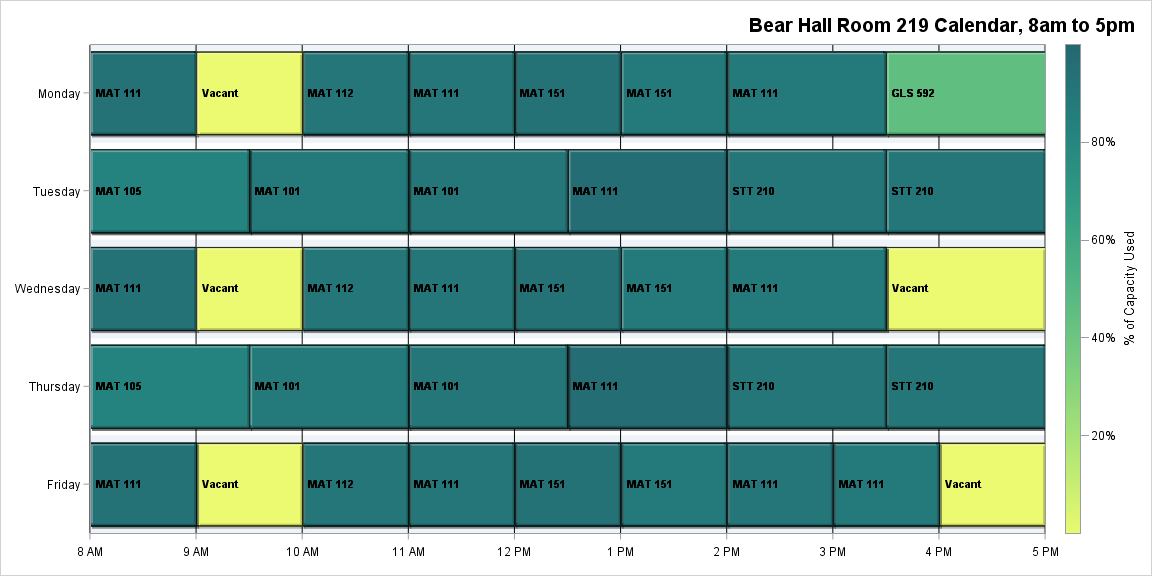 Bear Hall Room 219 Calendar, 8am to 5pm
Monday
MAT 111
Vacant
MAT 112
MAT 111
MAT 151
MAT 151
MAT 111
GLS 592
Tuesday
MAT 105
MAT 101
MAT 101
MAT 111
STT 210
STT 210
Wednesday
MAT 111
Vacant
MAT 112
MAT 111
MAT 151
MAT 151
MAT 111
Vacant
Thursday
MAT 105
MAT 101
MAT 101
MAT 111
STT 210
STT 210
Friday
MAT 111
Vacant
MAT 112
MAT 111
MAT 151
MAT 151
MAT 111
MAT 111
Vacant
8 AM
9 AM
10 AM
11 AM
12 PM
1 PM
2 PM
3 PM
4 PM
5 PM
80%
60%
40%
20%
% of Capacity Used